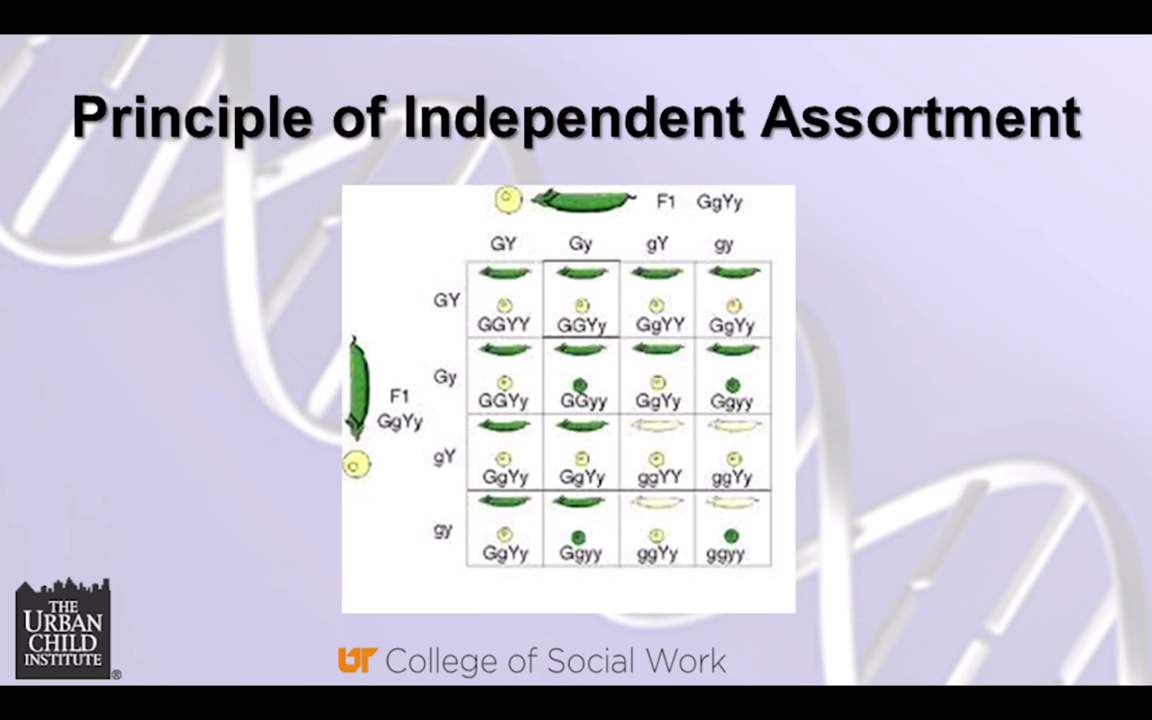 Principle of Independent Assortment
F1 GgYy
GY Gy gY gy
GY
GGYY GGYy GgYY GgYy
Gy
GGYy GGyy GgYy Ggyy
F1
GgYy
gY
GgYy GgYy ggYY ggYy
gy
GgYy Ggyy ggYy ggyy
THE
URBAN
CHILD
INSTITUTE
®
UT College of Social Work